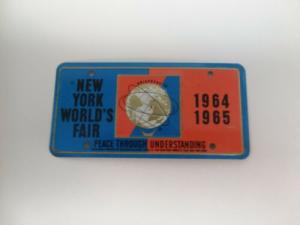 NEW
YORK
WORLD'S
FAIR
1964
1965
PEACE THROUGH UNDERSTANDING